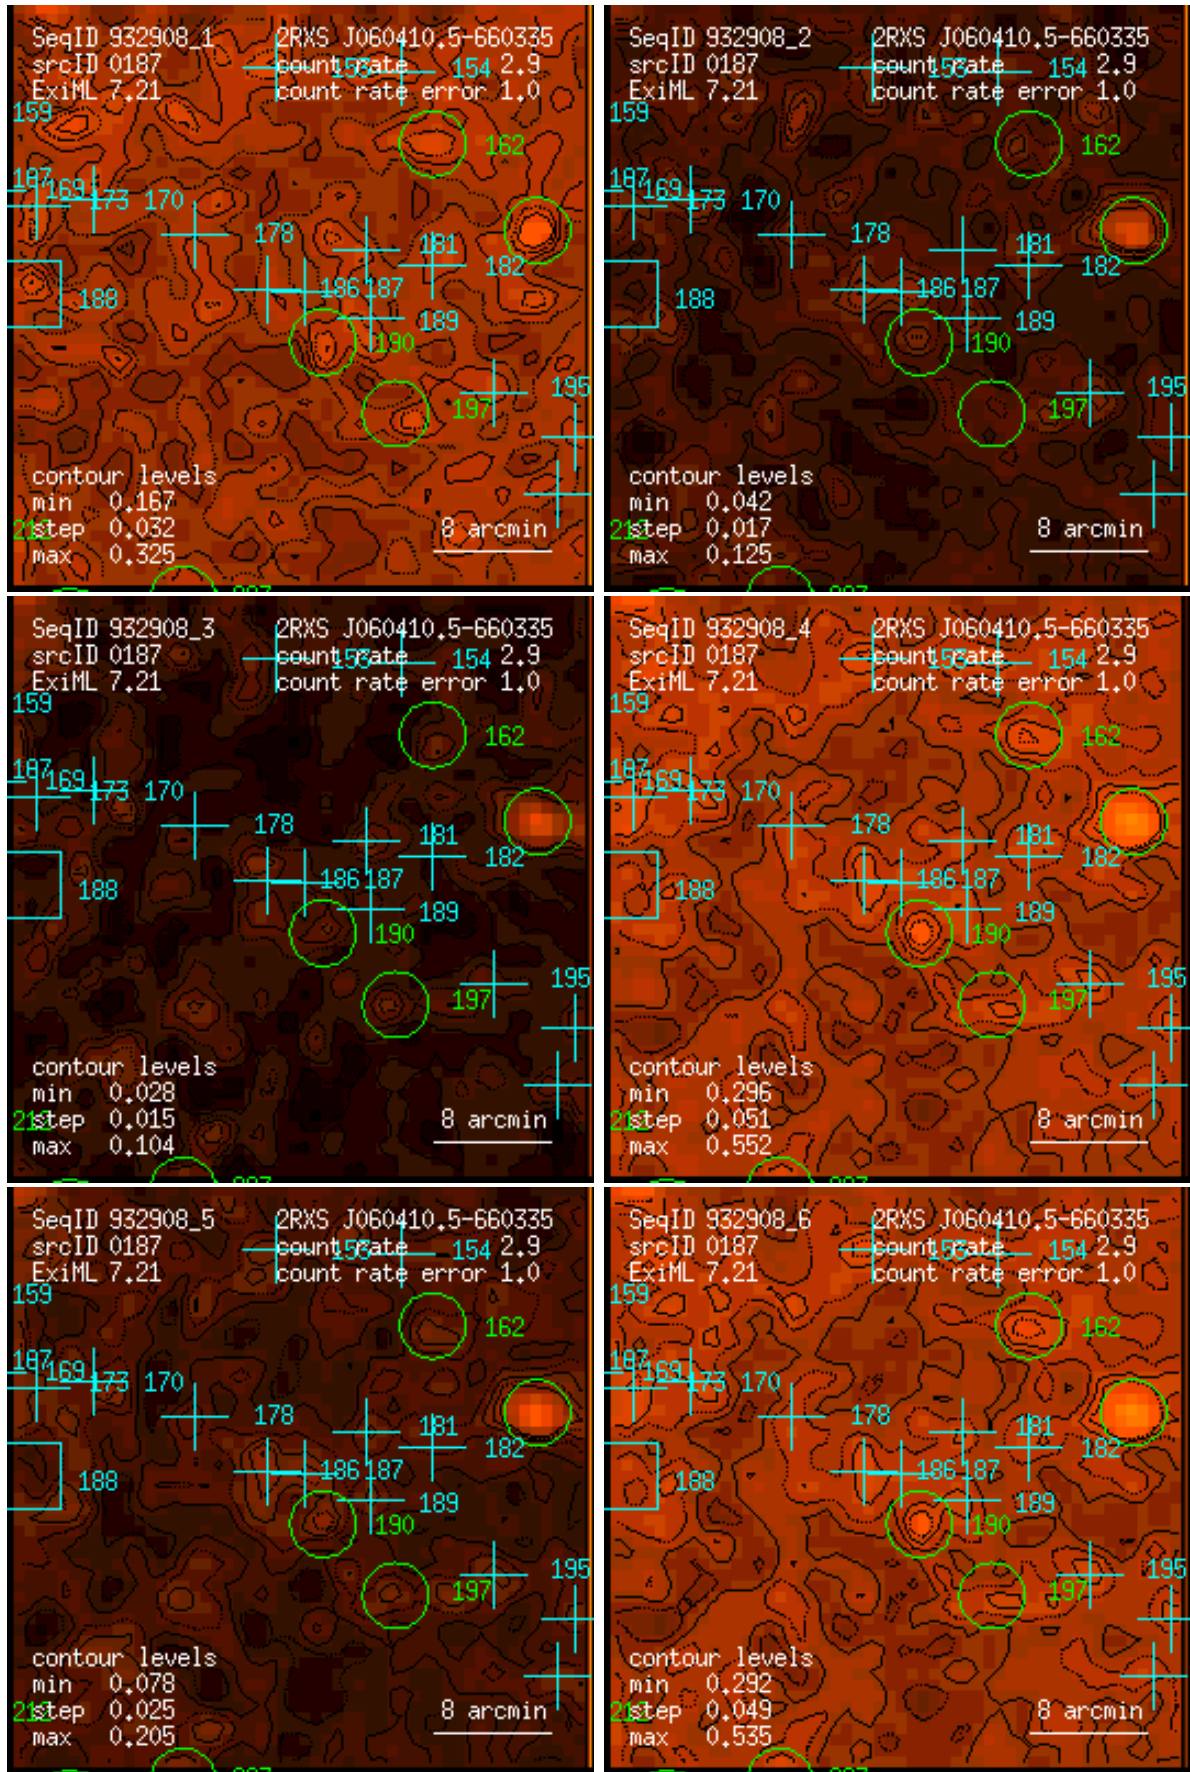 SeqID 932908_1 2RXS J060410.5-660335
srcID 0187 count rate 2.9
153 154
ExiML 7.21 count rate error 1.0
159
162
169 173 170
178 181
182
188 186 187
189
190
195
197
contour levels
min 0.167
step 0.032 8 arcmin
max 0.325
SeqID 932908_2 2RXS J060410.5-660335
srcID 0187 count rate 2.9
153 154
ExiML 7.21 count rate error 1.0
159
162
169 173 170
178 181
182
188 186 187
189
190
195
197
contour levels
min 0.042
step 0.017 8 arcmin
max 0.125
SeqID 932908_3 2RXS J060410.5-660335
srcID 0187 count rate 2.9
153 154
ExiML 7.21 count rate error 1.0
159
162
169 173 170
178 181
182
188 186 187
189
190
195
197
contour levels
min 0.028
step 0.015 8 arcmin
max 0.104
SeqID 932908_4 2RXS J060410.5-660335
srcID 0187 count rate 2.9
153 154
ExiML 7.21 count rate error 1.0
159
162
169 173 170
178 181
182
188 186 187
189
190
195
197
contour levels
min 0.296
step 0.051 8 arcmin
max 0.552
SeqID 932908_5 2RXS J060410.5-660335
srcID 0187 count rate 2.9
153 154
ExiML 7.21 count rate error 1.0
159
162
169 173 170
178 181
182
188 186 187
189
190
195
197
contour levels
min 0.078
step 0.025 8 arcmin
max 0.205
SeqID 932908_6 2RXS J060410.5-660335
srcID 0187 count rate 2.9
153 154
ExiML 7.21 count rate error 1.0
159
162
169 173 170
178 181
182
188 186 187
189
190
195
197
contour levels
min 0.292
step 0.049 8 arcmin
max 0.535